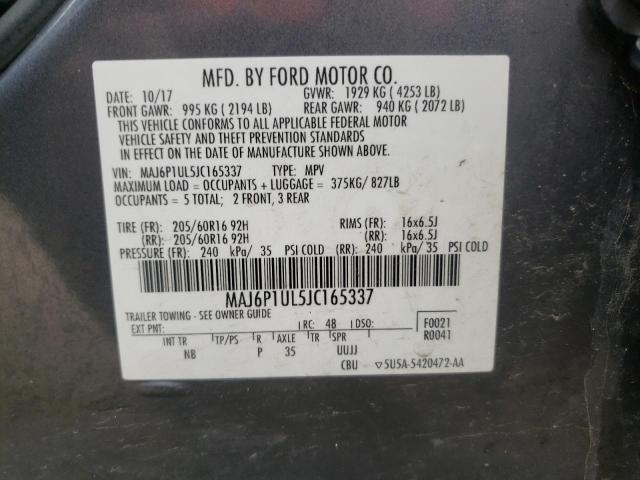 MFD. BY FORD MOTOR CO.
DATE: 10/17 GVWR: 1929 KG ( 4253 LB)
FRONT GAWR: 995 KG ( 2194 LB) REAR GAWR: 940 KG ( 2072 LB)
THIS VEHICLE CONFORMS TO ALL APPLICABLE FEDERAL MOTOR
VEHICLE SAFETY AND THEFT PREVENTION STANDARDS
IN EFFECT ON THE DATE OF MANUFACTURE SHOWN ABOVE.
VIN: MAJ6P1UL5JC165337 TYPE: MPV
MAXIMUM LOAD = OCCUPANTS + LUGGAGE = 375KG/ 827LB
OCCUPANTS = 5 TOTAL; 2 FRONT, 3 REAR
TIRE (FR): 205/60R16 92H RIMS (FR): 16x6.5J
(RR): 205/60R16 92H (RR): 16x6.5J
PRESSURE (FR): 240 kPa/ 35 PSI COLD (RR): 240 kPa/ 35 PSI COLD
MAJ6P1UL5JC165337
TRAILER TOWING - SEE OWNER GUIDE
EXT PNT: RC: 48 DSO: F0021
R0041
INT TR TP/PS R AXLE TR SPR
NB P 35 UUJJ
CBU ▽5U5A-5420472-AA